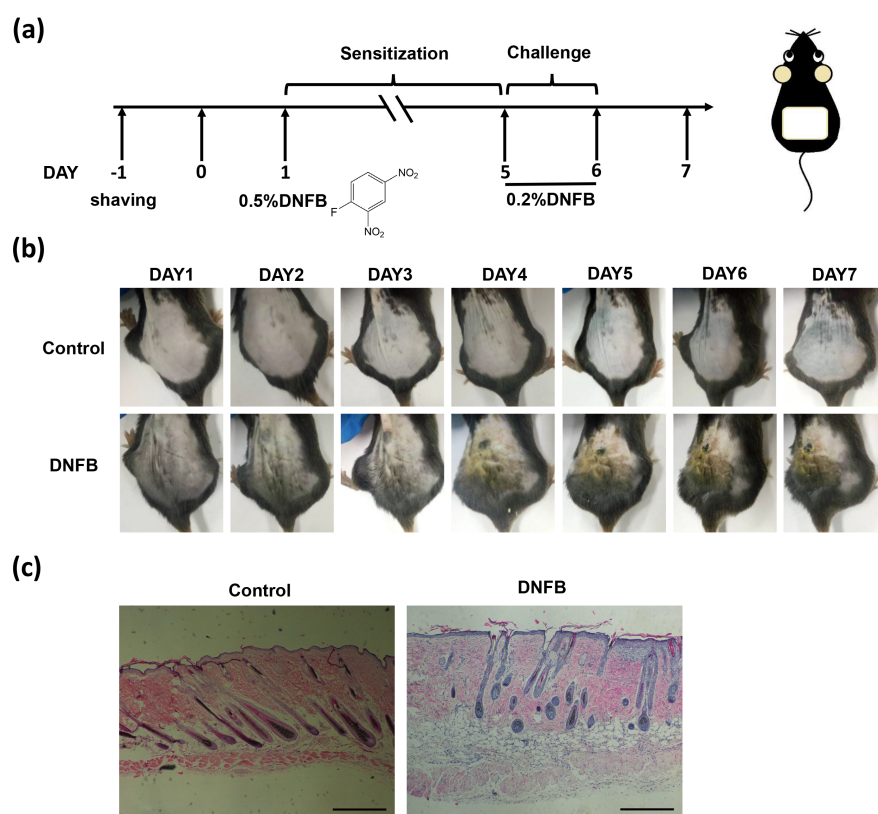 (a)
Sensitization Challenge
DAY -1 0 1 5 6 7
shaving 0.5%DNFB 0.2%DNFB
NO2
F
NO2
(b)
DAY1 DAY2 DAY3 DAY4 DAY5 DAY6 DAY7
Control
DNFB
(c)
Control DNFB